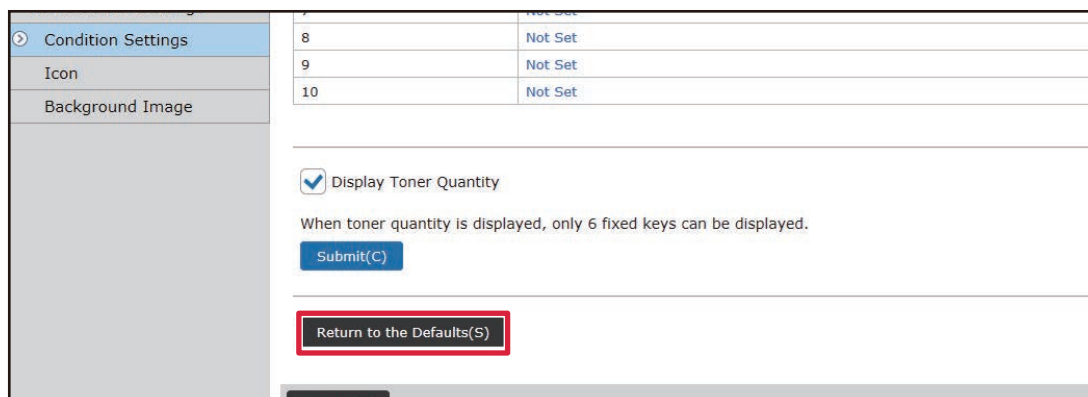 Condition Settings
Icon
Background Image
8 Not Set
9 Not Set
10 Not Set
Display Toner Quantity
When toner quantity is displayed, only 6 fixed keys can be displayed.
Submit(C)
Return to the Defaults(S)